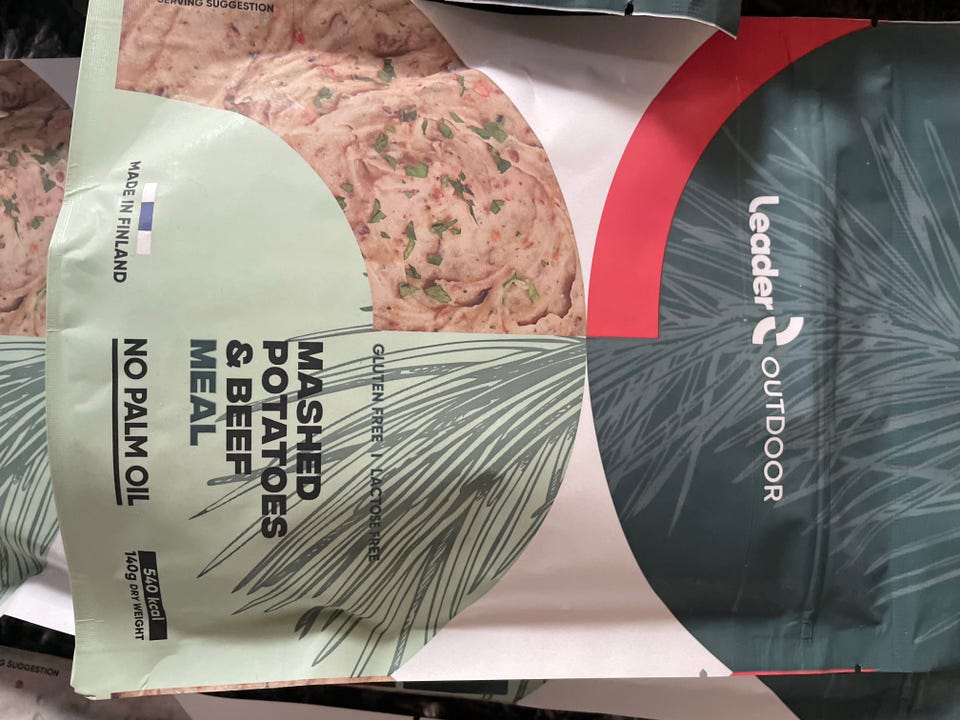 Leader OUTDOOR
GLUTEN FREE | LACTOSE FREE
MASHED
POTATOES
& BEEF
MEAL
SERVING SUGGESTION
MADE IN FINLAND
NO PALM OIL
540 kcal
140g DRY WEIGHT
SUGGESTION